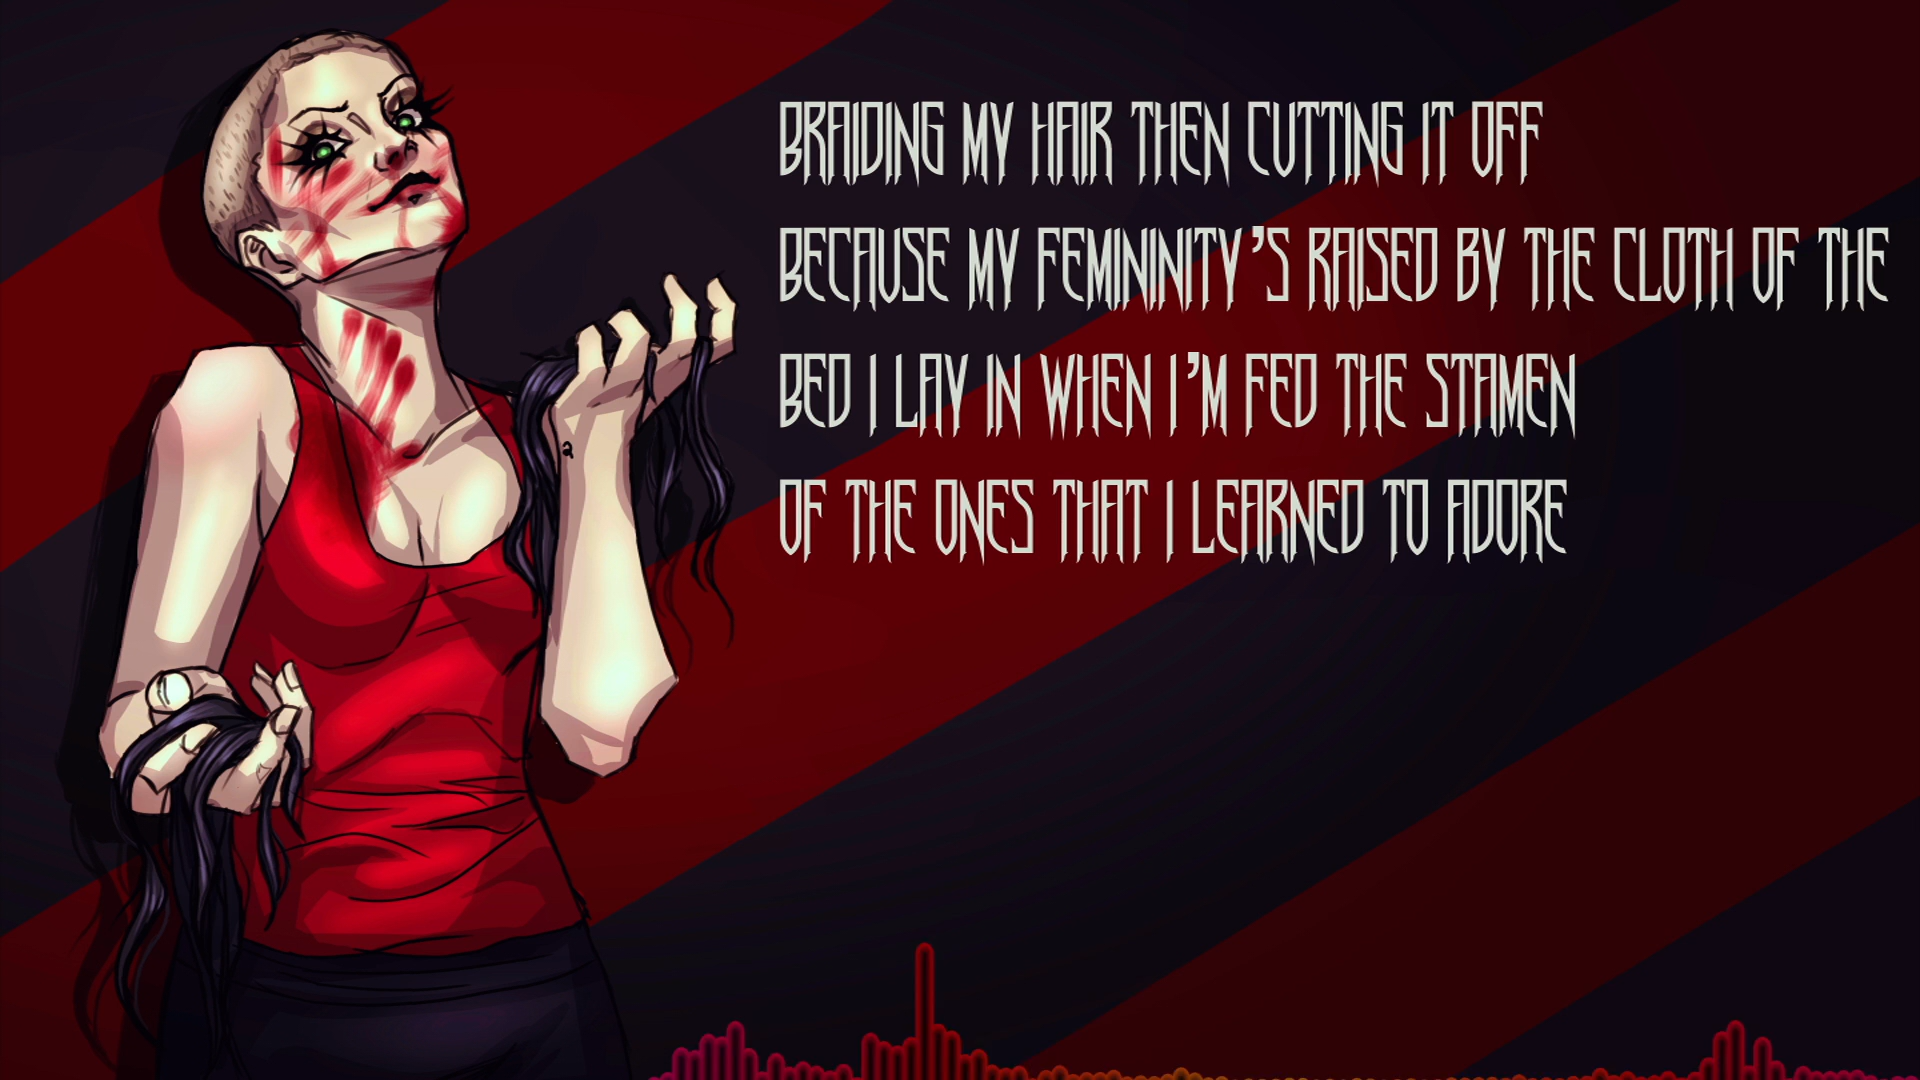 BRAIDING MY HAIR THEN CUTTING IT OFF
BECAUSE MY FEMININITY'S RAISED BY THE CLOTH OF THE
BED I LAY IN WHEN I'M FED THE STAMEN
OF THE ONES THAT I LEARNED TO ADORE
2